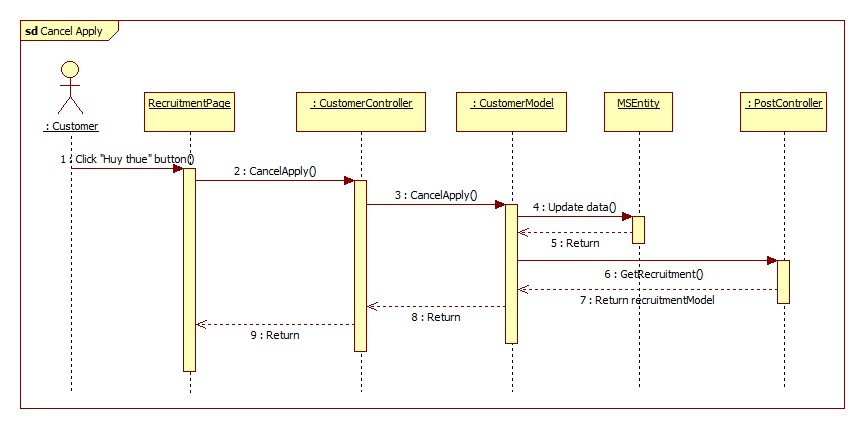 sd Cancel Apply
: Customer
RecruitmentPage
: CustomerController
: CustomerModel
MSEntity
: PostController
1 : Click "Huy thue" button()
2 : CancelApply()
3 : CancelApply()
4 : Update data()
5 : Return
6 : GetRecruitment()
7 : Return recruitmentModel
8 : Return
9 : Return